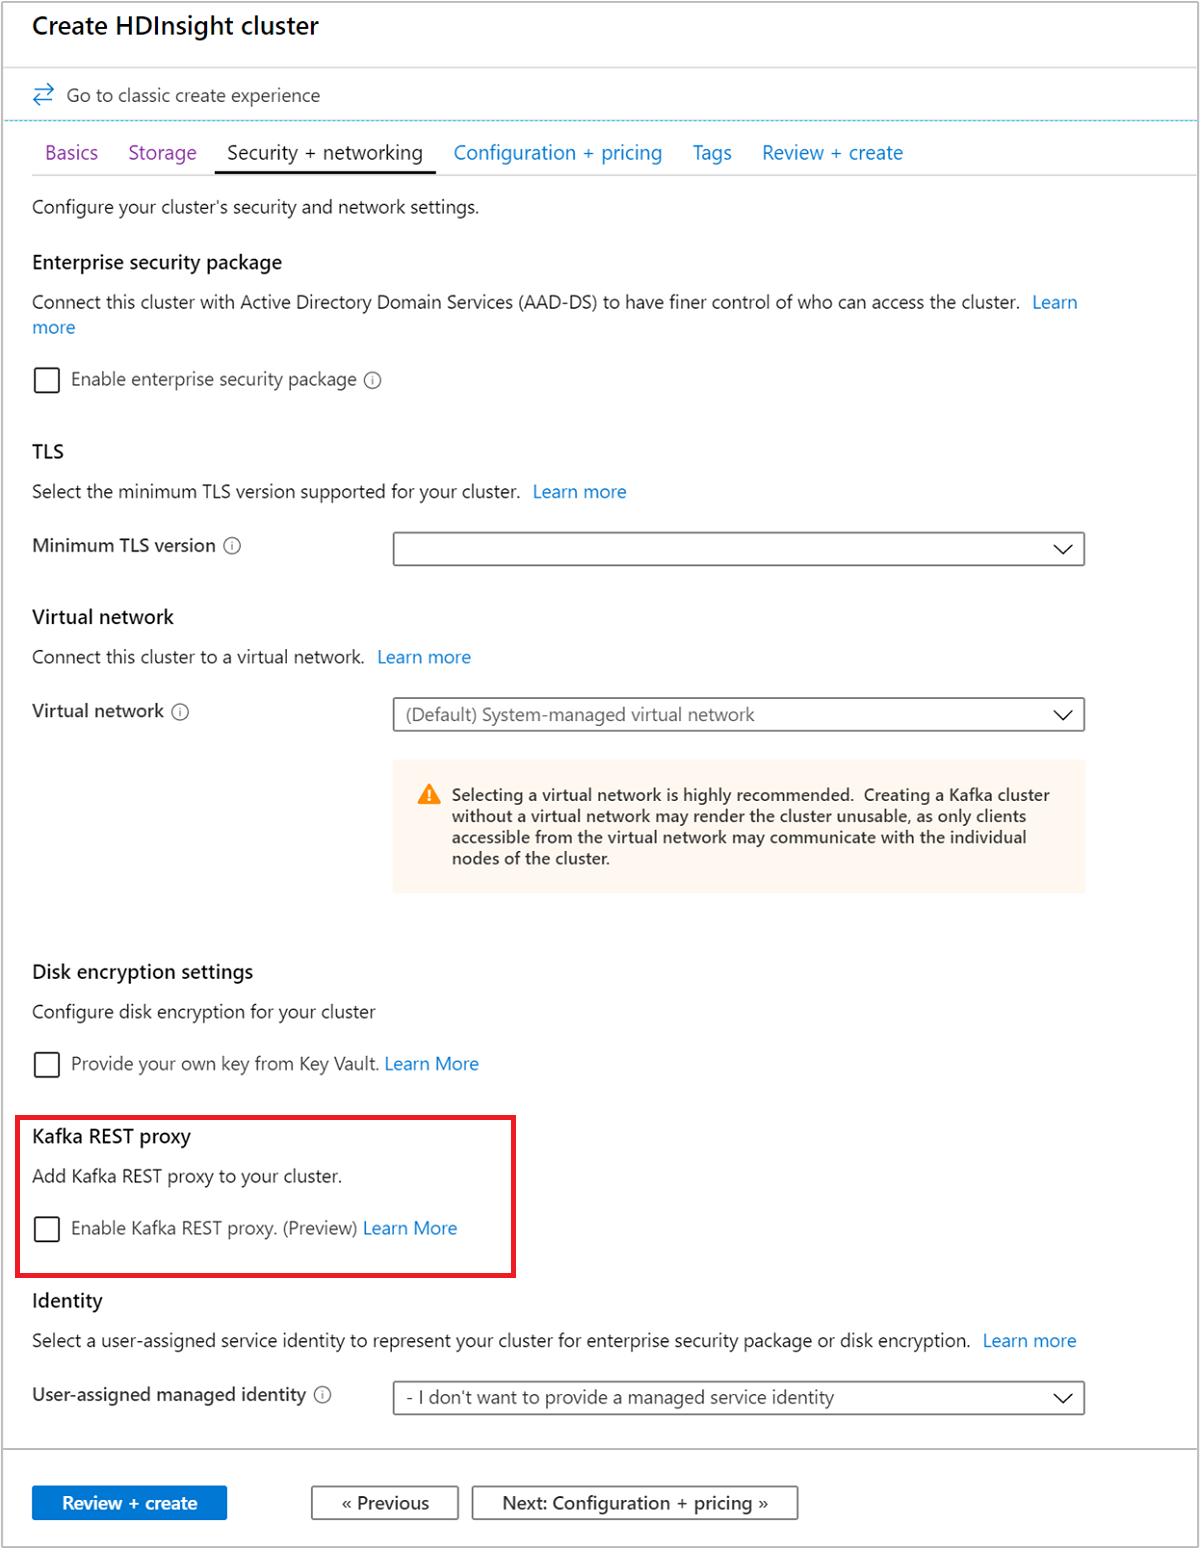 Create HDInsight cluster
Go to classic create experience
Basics Storage Security + networking Configuration + pricing Tags Review + create
Configure your cluster's security and network settings.
Enterprise security package
Connect this cluster with Active Directory Domain Services (AAD-DS) to have finer control of who can access the cluster. Learn
more
Enable enterprise security package
TLS
Select the minimum TLS version supported for your cluster. Learn more
Minimum TLS version
Virtual network
Connect this cluster to a virtual network. Learn more
Virtual network (Default) System-managed virtual network
Selecting a virtual network is highly recommended. Creating a Kafka cluster
without a virtual network may render the cluster unusable, as only clients
accessible from the virtual network may communicate with the individual
nodes of the cluster.
Disk encryption settings
Configure disk encryption for your cluster
Provide your own key from Key Vault. Learn More
Kafka REST proxy
Add Kafka REST proxy to your cluster.
Enable Kafka REST proxy. (Preview) Learn More
Identity
Select a user-assigned service identity to represent your cluster for enterprise security package or disk encryption. Learn more
User-assigned managed identity - I don't want to provide a managed service identity
Review + create « Previous Next: Configuration + pricing »